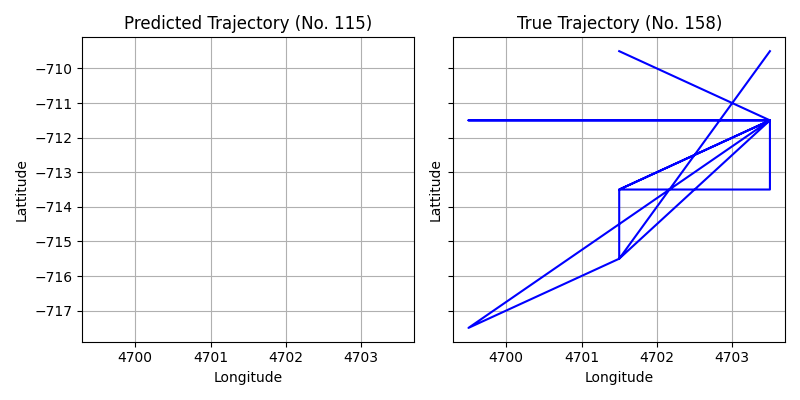 Predicted Trajectory (No. 115)
True Trajectory (No. 158)
−710
−711
−712
−713
−714
−715
−716
−717
Lattitude
Lattitude
4700
4701
4702
4703
4700
4701
4702
4703
Longitude
Longitude